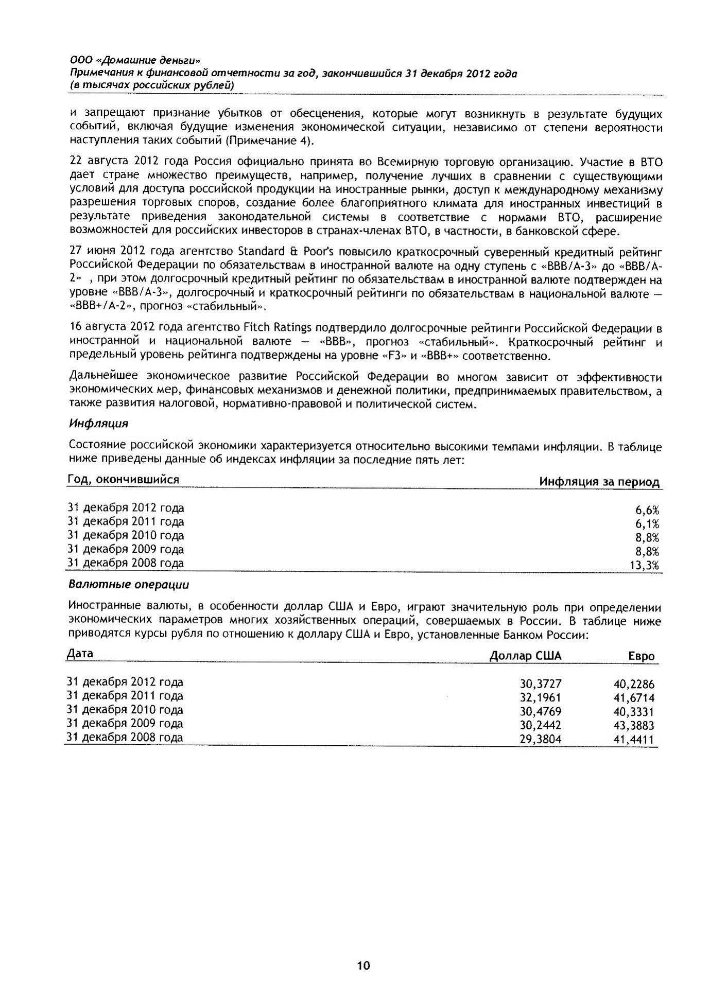 ООО «Домашние деньги»
Примечания к финансовой отчетности за год, закончившийся 31 декабря 2012 года
(в тысячах российских рублей)
и запрещают признание убытков от обесценения, которые могут возникнуть в результате будущих
событий, включая будущие изменения экономической ситуации, независимо от степени вероятности
наступления таких событий (Примечание 4).
22 августа 2012 года Россия официально принята во Всемирную торговую организацию. Участие в ВТО
дает стране множество преимуществ, например, получение лучших в сравнении с существующими
условий для доступа российской продукции на иностранные рынки, доступ к международному механизму
разрешения торговых споров, создание более благоприятного климата для иностранных инвестиций в
результате приведения законодательной системы в соответствие с нормами ВТО, расширение
возможностей для российских инвесторов в странах-членах ВТО, в частности, в банковской сфере.
27 июня 2012 года агентство Standard & Poor's повысило краткосрочный суверенный кредитный рейтинг
Российской Федерации по обязательствам в иностранной валюте на одну ступень с «BBB/A-3» до «BBB/A-
2» , при этом долгосрочный кредитный рейтинг по обязательствам в иностранной валюте подтвержден на
уровне «BBB/A-3», долгосрочный и краткосрочный рейтинги по обязательствам в национальной валюте —
«BBB+/A-2», прогноз «стабильный».
16 августа 2012 года агентство Fitch Ratings подтвердило долгосрочные рейтинги Российской Федерации в
иностранной и национальной валюте — «BBB», прогноз «стабильный». Краткосрочный рейтинг и
предельный уровень рейтинга подтверждены на уровне «F3» и «BBB+» соответственно.
Дальнейшее экономическое развитие Российской Федерации во многом зависит от эффективности
экономических мер, финансовых механизмов и денежной политики, предпринимаемых правительством, а
также развития налоговой, нормативно-правовой и политической систем.
Инфляция
Состояние российской экономики характеризуется относительно высокими темпами инфляции. В таблице
ниже приведены данные об индексах инфляции за последние пять лет:
Год, окончившийся Инфляция за период
31 декабря 2012 года 6,6%
31 декабря 2011 года 6,1%
31 декабря 2010 года 8,8%
31 декабря 2009 года 8,8%
31 декабря 2008 года 13,3%
Валютные операции
Иностранные валюты, в особенности доллар США и Евро, играют значительную роль при определении
экономических параметров многих хозяйственных операций, совершаемых в России. В таблице ниже
приводятся курсы рубля по отношению к доллару США и Евро, установленные Банком России:
Дата Доллар США Евро
31 декабря 2012 года 30,3727 40,2286
31 декабря 2011 года 32,1961 41,6714
31 декабря 2010 года 30,4769 40,3331
31 декабря 2009 года 30,2442 43,3883
31 декабря 2008 года 29,3804 41,4411
10